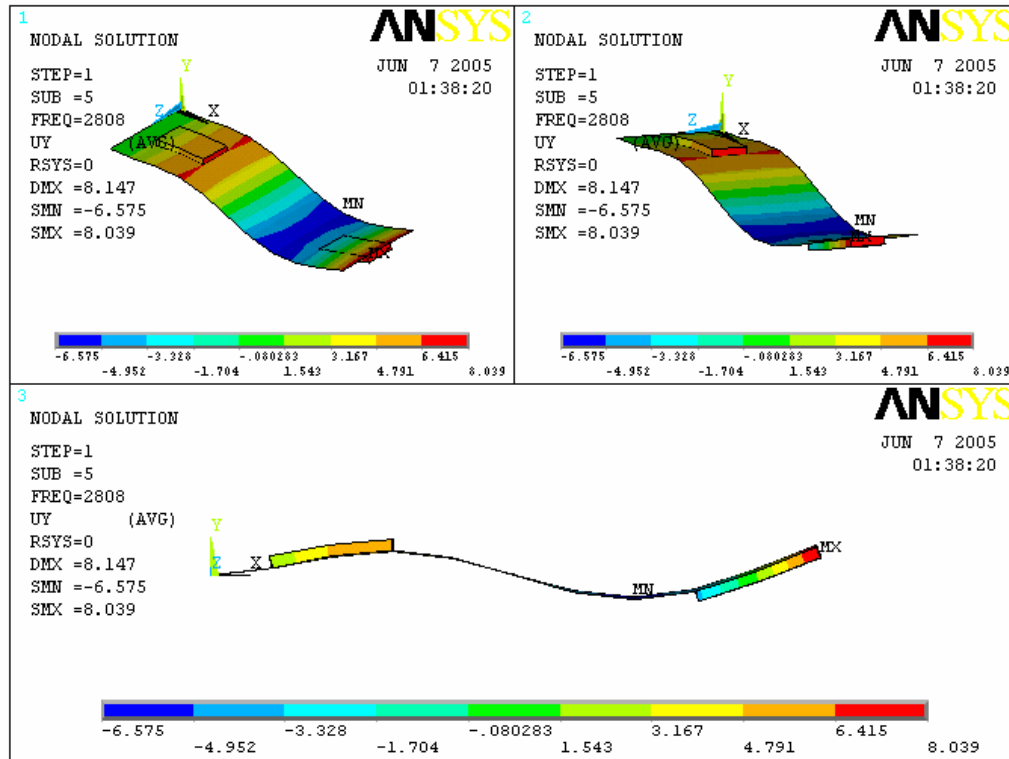 1
ANSYS
NODAL SOLUTION
JUN  7 2005
01:38:20
STEP=1
SUB =5
FREQ=2808
UY (AVG)
RSYS=0
DMX =8.147
SMN =-6.575
SMX =8.039
Y
Z X
MN
MX
-6.575 -3.328 -.080283 3.167 6.415
-4.952 -1.704 1.543 4.791 8.039
2
ANSYS
NODAL SOLUTION
JUN  7 2005
01:38:20
STEP=1
SUB =5
FREQ=2808
UY (AVG)
RSYS=0
DMX =8.147
SMN =-6.575
SMX =8.039
Y
Z X
MN
MX
-6.575 -3.328 -.080283 3.167 6.415
-4.952 -1.704 1.543 4.791 8.039
3
ANSYS
NODAL SOLUTION
JUN  7 2005
01:38:20
STEP=1
SUB =5
FREQ=2808
UY (AVG)
RSYS=0
DMX =8.147
SMN =-6.575
SMX =8.039
Y
Z X
MX
MN
-6.575 -3.328 -.080283 3.167 6.415
-4.952 -1.704 1.543 4.791 8.039